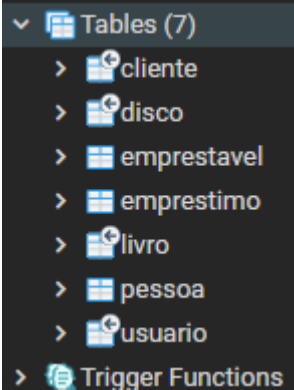 Tables (7)
cliente
disco
emprestavel
emprestimo
livro
pessoa
usuario
Trigger Functions